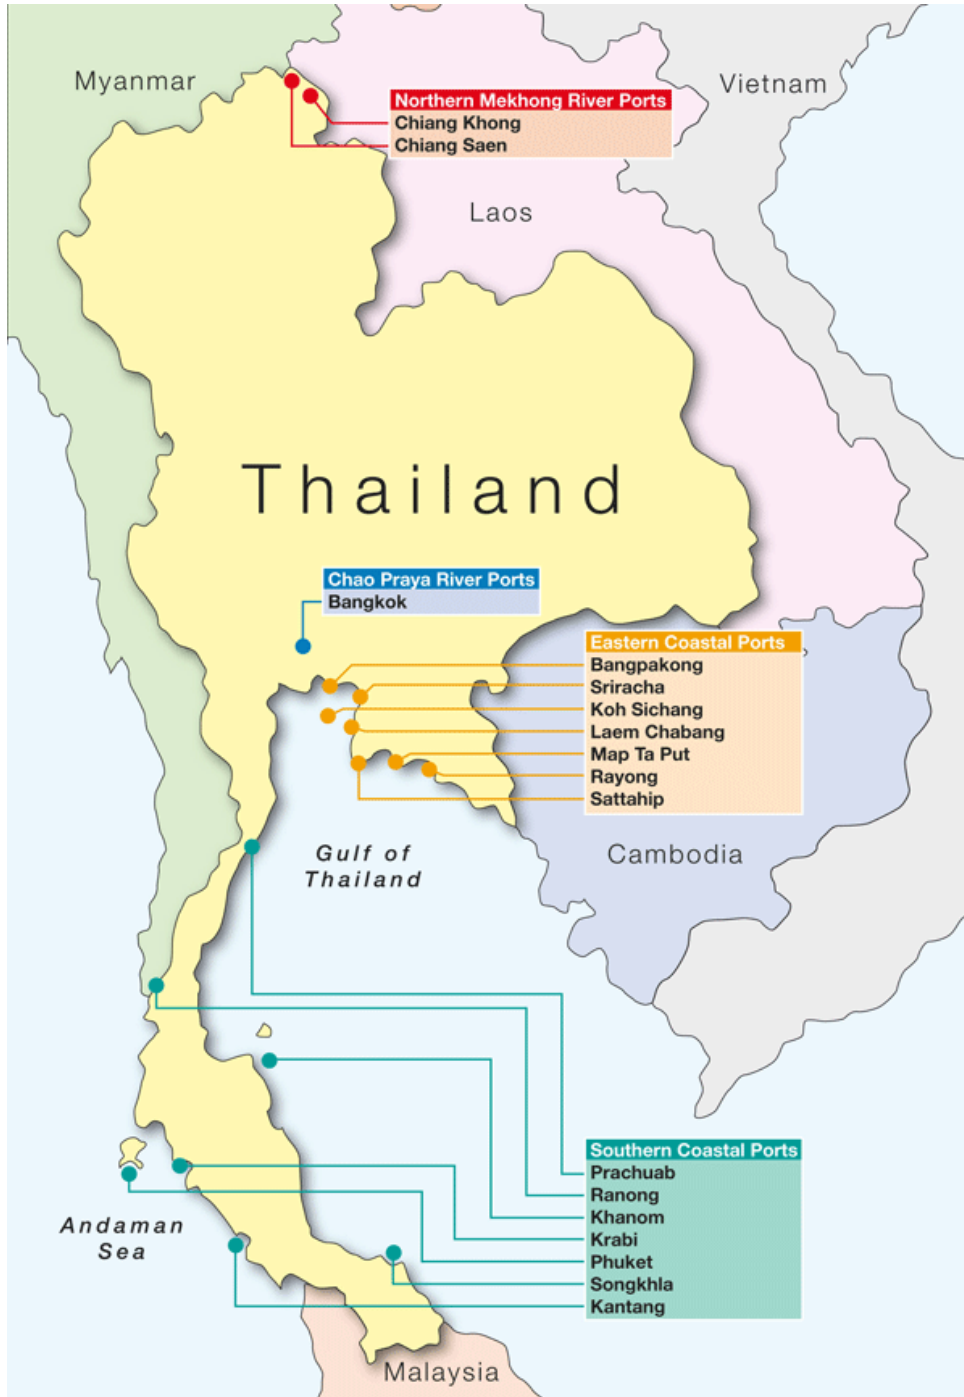 Myanmar
Vietnam
Northern Mekhong River Ports
Chiang Khong
Chiang Saen
Laos
Thailand
Chao Praya River Ports
Bangkok
Eastern Coastal Ports
Bangpakong
Sriracha
Koh Sichang
Laem Chabang
Map Ta Put
Rayong
Sattahip
Gulf of
Thailand
Cambodia
Southern Coastal Ports
Prachuab
Ranong
Khanom
Krabi
Phuket
Songkhla
Kantang
Andaman
Sea
Malaysia